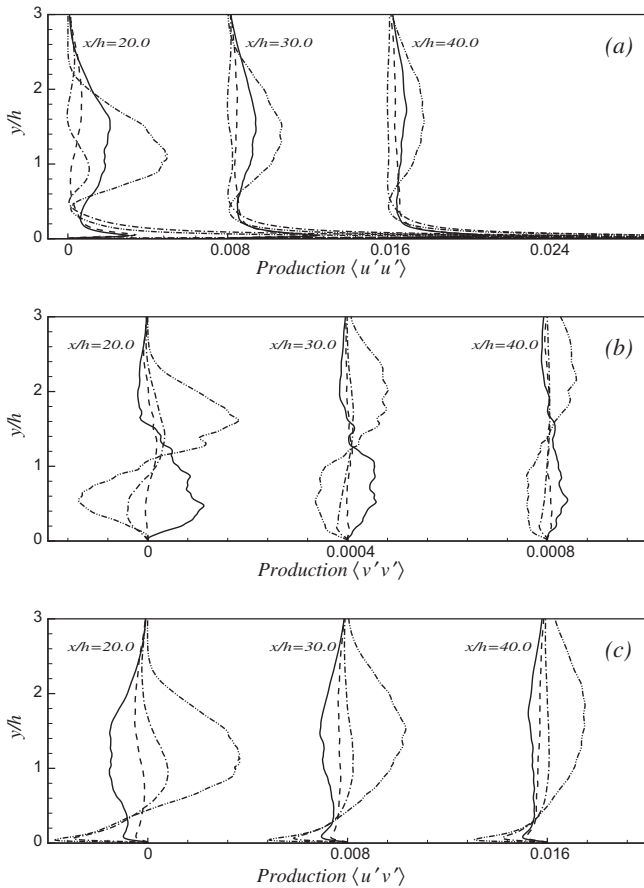 3
x/h=20.0
x/h=30.0
x/h=40.0
(a)
2
y/h
1
0
0
0.008
0.016
0.024
Production ⟨u′u′⟩
3
x/h=20.0
x/h=30.0
x/h=40.0
(b)
2
y/h
1
0
0
0.0004
0.0008
Production ⟨v′v′⟩
3
x/h=20.0
x/h=30.0
x/h=40.0
(c)
2
y/h
1
0
0
0.008
0.016
Production ⟨u′v′⟩